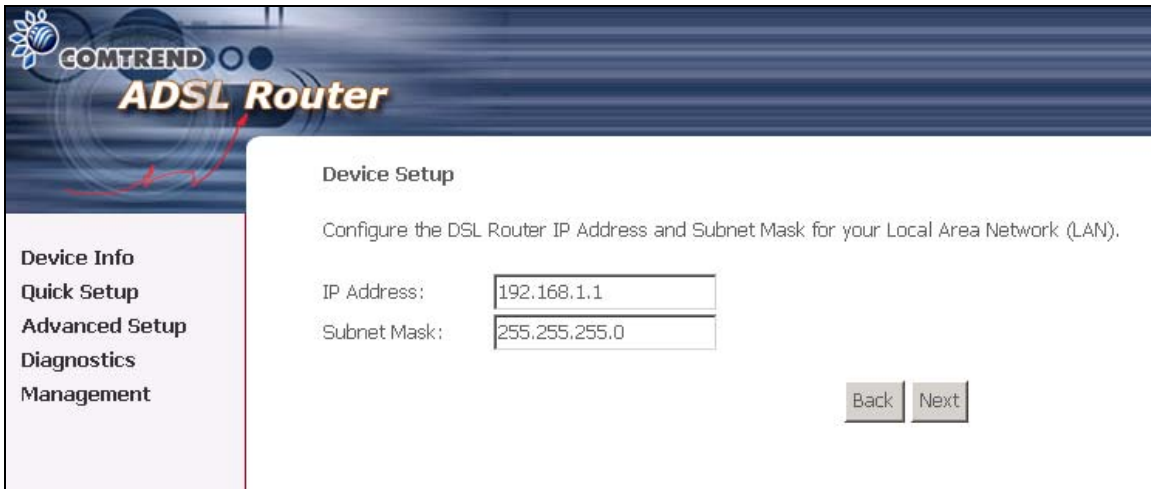 COMTREND
ADSL Router
Device Info
Quick Setup
Advanced Setup
Diagnostics
Management
Device Setup
Configure the DSL Router IP Address and Subnet Mask for your Local Area Network (LAN).
IP Address: 192.168.1.1
Subnet Mask: 255.255.255.0
Back Next